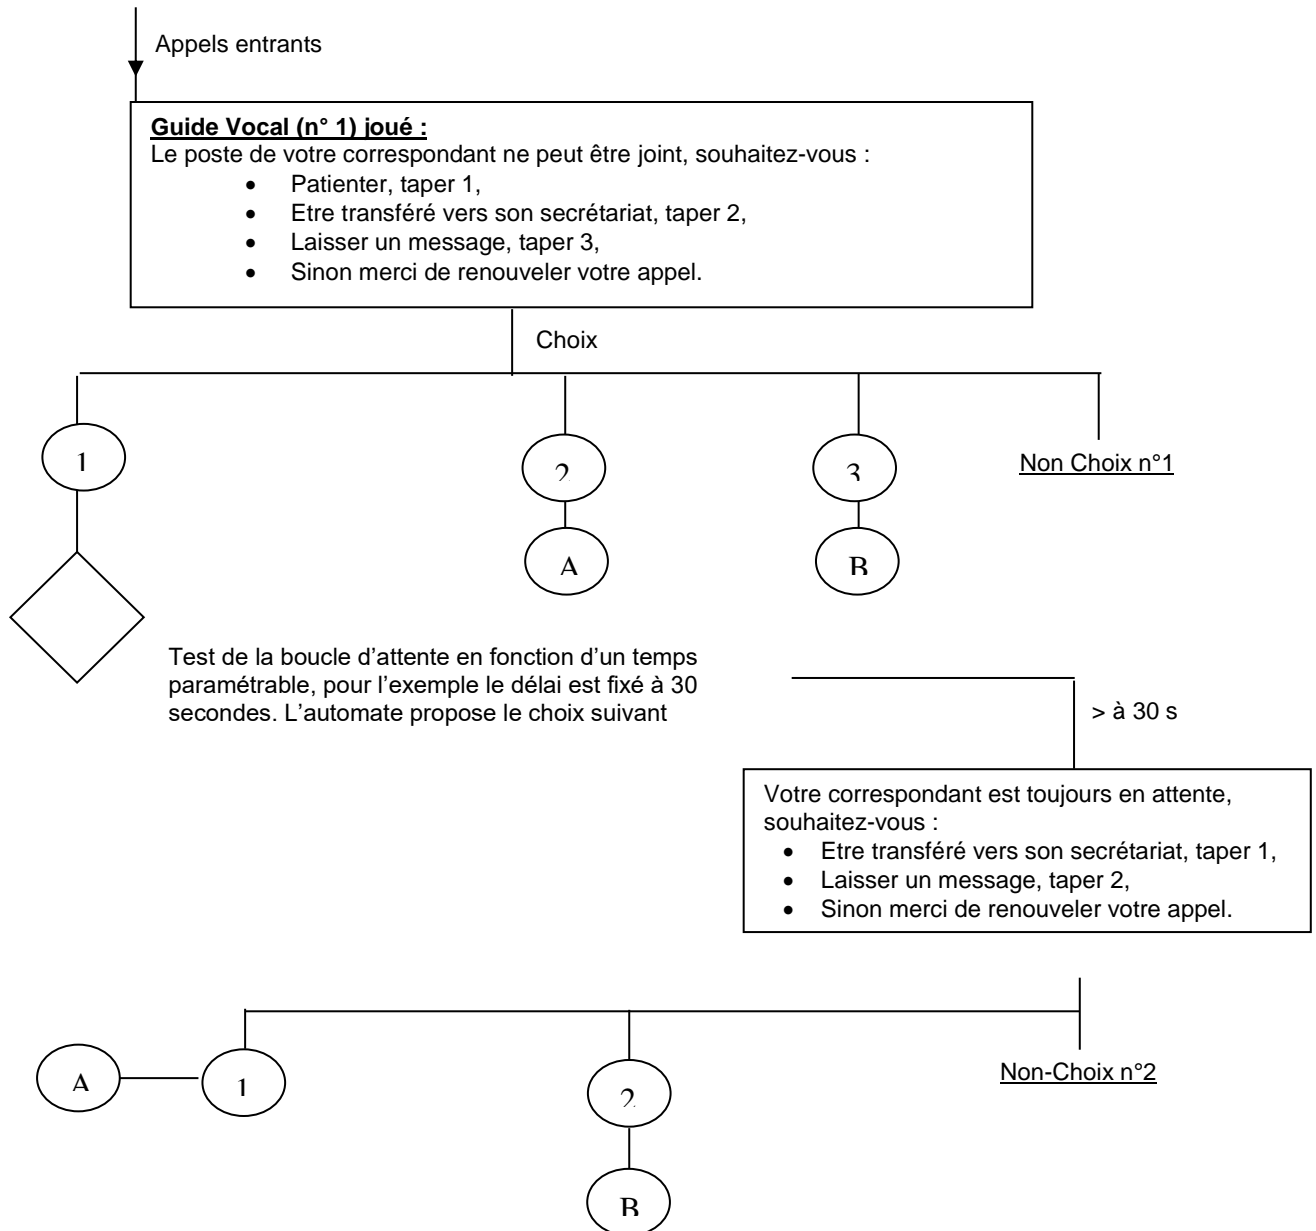 Appels entrants
Guide Vocal (n° 1) joué :
Le poste de votre correspondant ne peut être joint, souhaitez-vous :
• Patienter, taper 1,
• Etre transféré vers son secrétariat, taper 2,
• Laisser un message, taper 3,
• Sinon merci de renouveler votre appel.
Choix
1
2
3
Non Choix n°1
A
B
Test de la boucle d’attente en fonction d’un temps
paramétrable, pour l’exemple le délai est fixé à 30
secondes. L’automate propose le choix suivant
> à 30 s
Votre correspondant est toujours en attente,
souhaitez-vous :
• Etre transféré vers son secrétariat, taper 1,
• Laisser un message, taper 2,
• Sinon merci de renouveler votre appel.
A
1
2
Non-Choix n°2
B